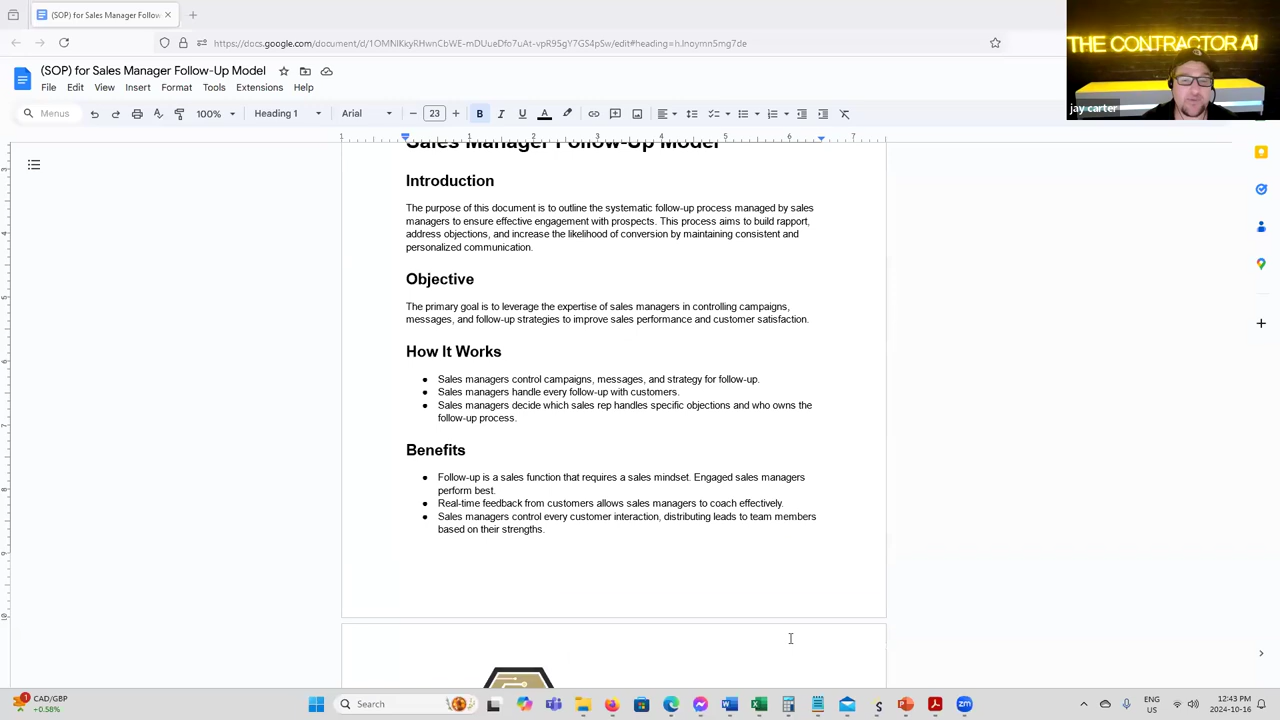 (SOP) for Sales Manager Follow-U
https://docs.google.com/document/d/
(SOP) for Sales Manager Follow-Up Model
File Edit View Insert Format Tools Extensions Help
Menus 100% Heading 1 Arial 23 B I U A
1 1 2 3 4 5 6 7
Sales Manager Follow-Up Model
Introduction
The purpose of this document is to outline the systematic follow-up process managed by sales
managers to ensure effective engagement with prospects. This process aims to build rapport,
address objections, and increase the likelihood of conversion by maintaining consistent and
personalized communication.
Objective
The primary goal is to leverage the expertise of sales managers in controlling campaigns,
messages, and follow-up strategies to improve sales performance and customer satisfaction.
How It Works
● Sales managers control campaigns, messages, and strategy for follow-up.
● Sales managers handle every follow-up with customers.
● Sales managers decide which sales rep handles specific objections and who owns the
follow-up process.
Benefits
● Follow-up is a sales function that requires a sales mindset. Engaged sales managers
perform best.
● Real-time feedback from customers allows sales managers to coach effectively.
● Sales managers control every customer interaction, distributing leads to team members
based on their strengths.
THE CONTRACTOR AI
jay carter
1 CAD/GBP
+0.58%
Search
ENG
US
12:43 PM
2024-10-16